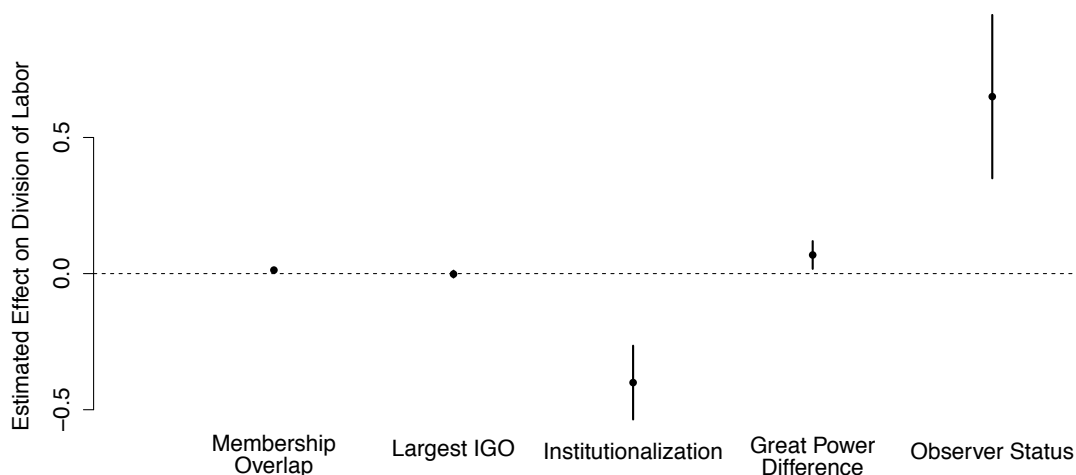 Estimated Effect on Division of Labor
0.5
0.0
−0.5
Membership
Overlap
Largest IGO
Institutionalization
Great Power
Difference
Observer Status